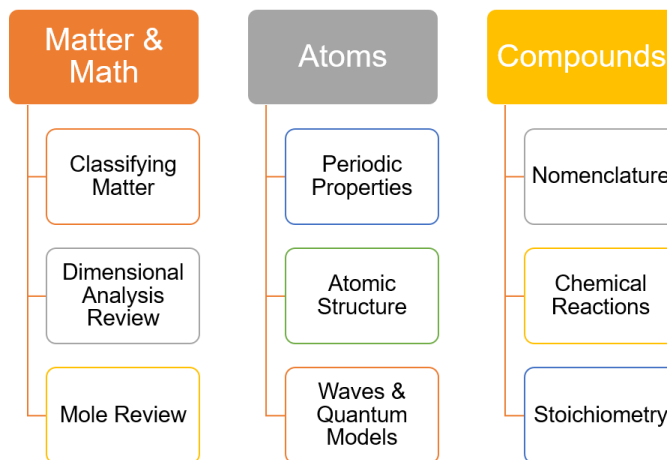 Matter &
Math
Classifying
Matter
Dimensional
Analysis
Review
Mole Review
Atoms
Periodic
Properties
Atomic
Structure
Waves &
Quantum
Models
Compounds
Nomenclature
Chemical
Reactions
Stoichiometry